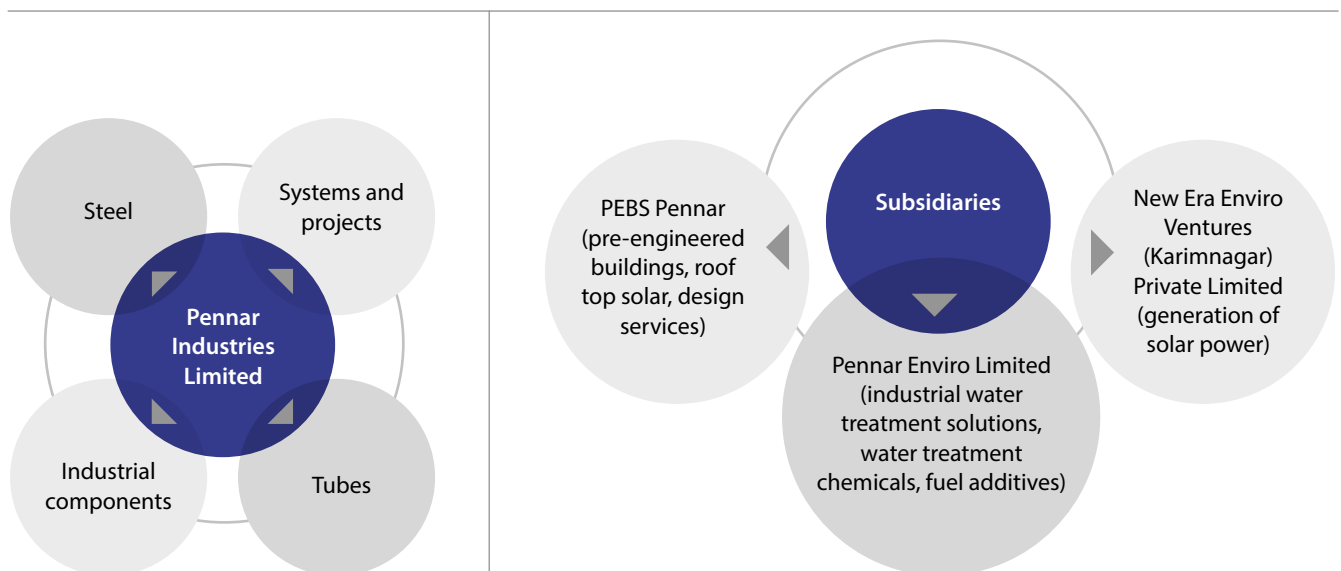 Steel
Systems and
projects
Pennar
Industries
Limited
Industrial
components
Tubes
Subsidiaries
PEBS Pennar
(pre-engineered
buildings, roof
top solar, design
services)
Pennar Enviro Limited
(industrial water
treatment solutions,
water treatment
chemicals, fuel additives)
New Era Enviro
Ventures
(Karimnagar)
Private Limited
(generation of
solar power)